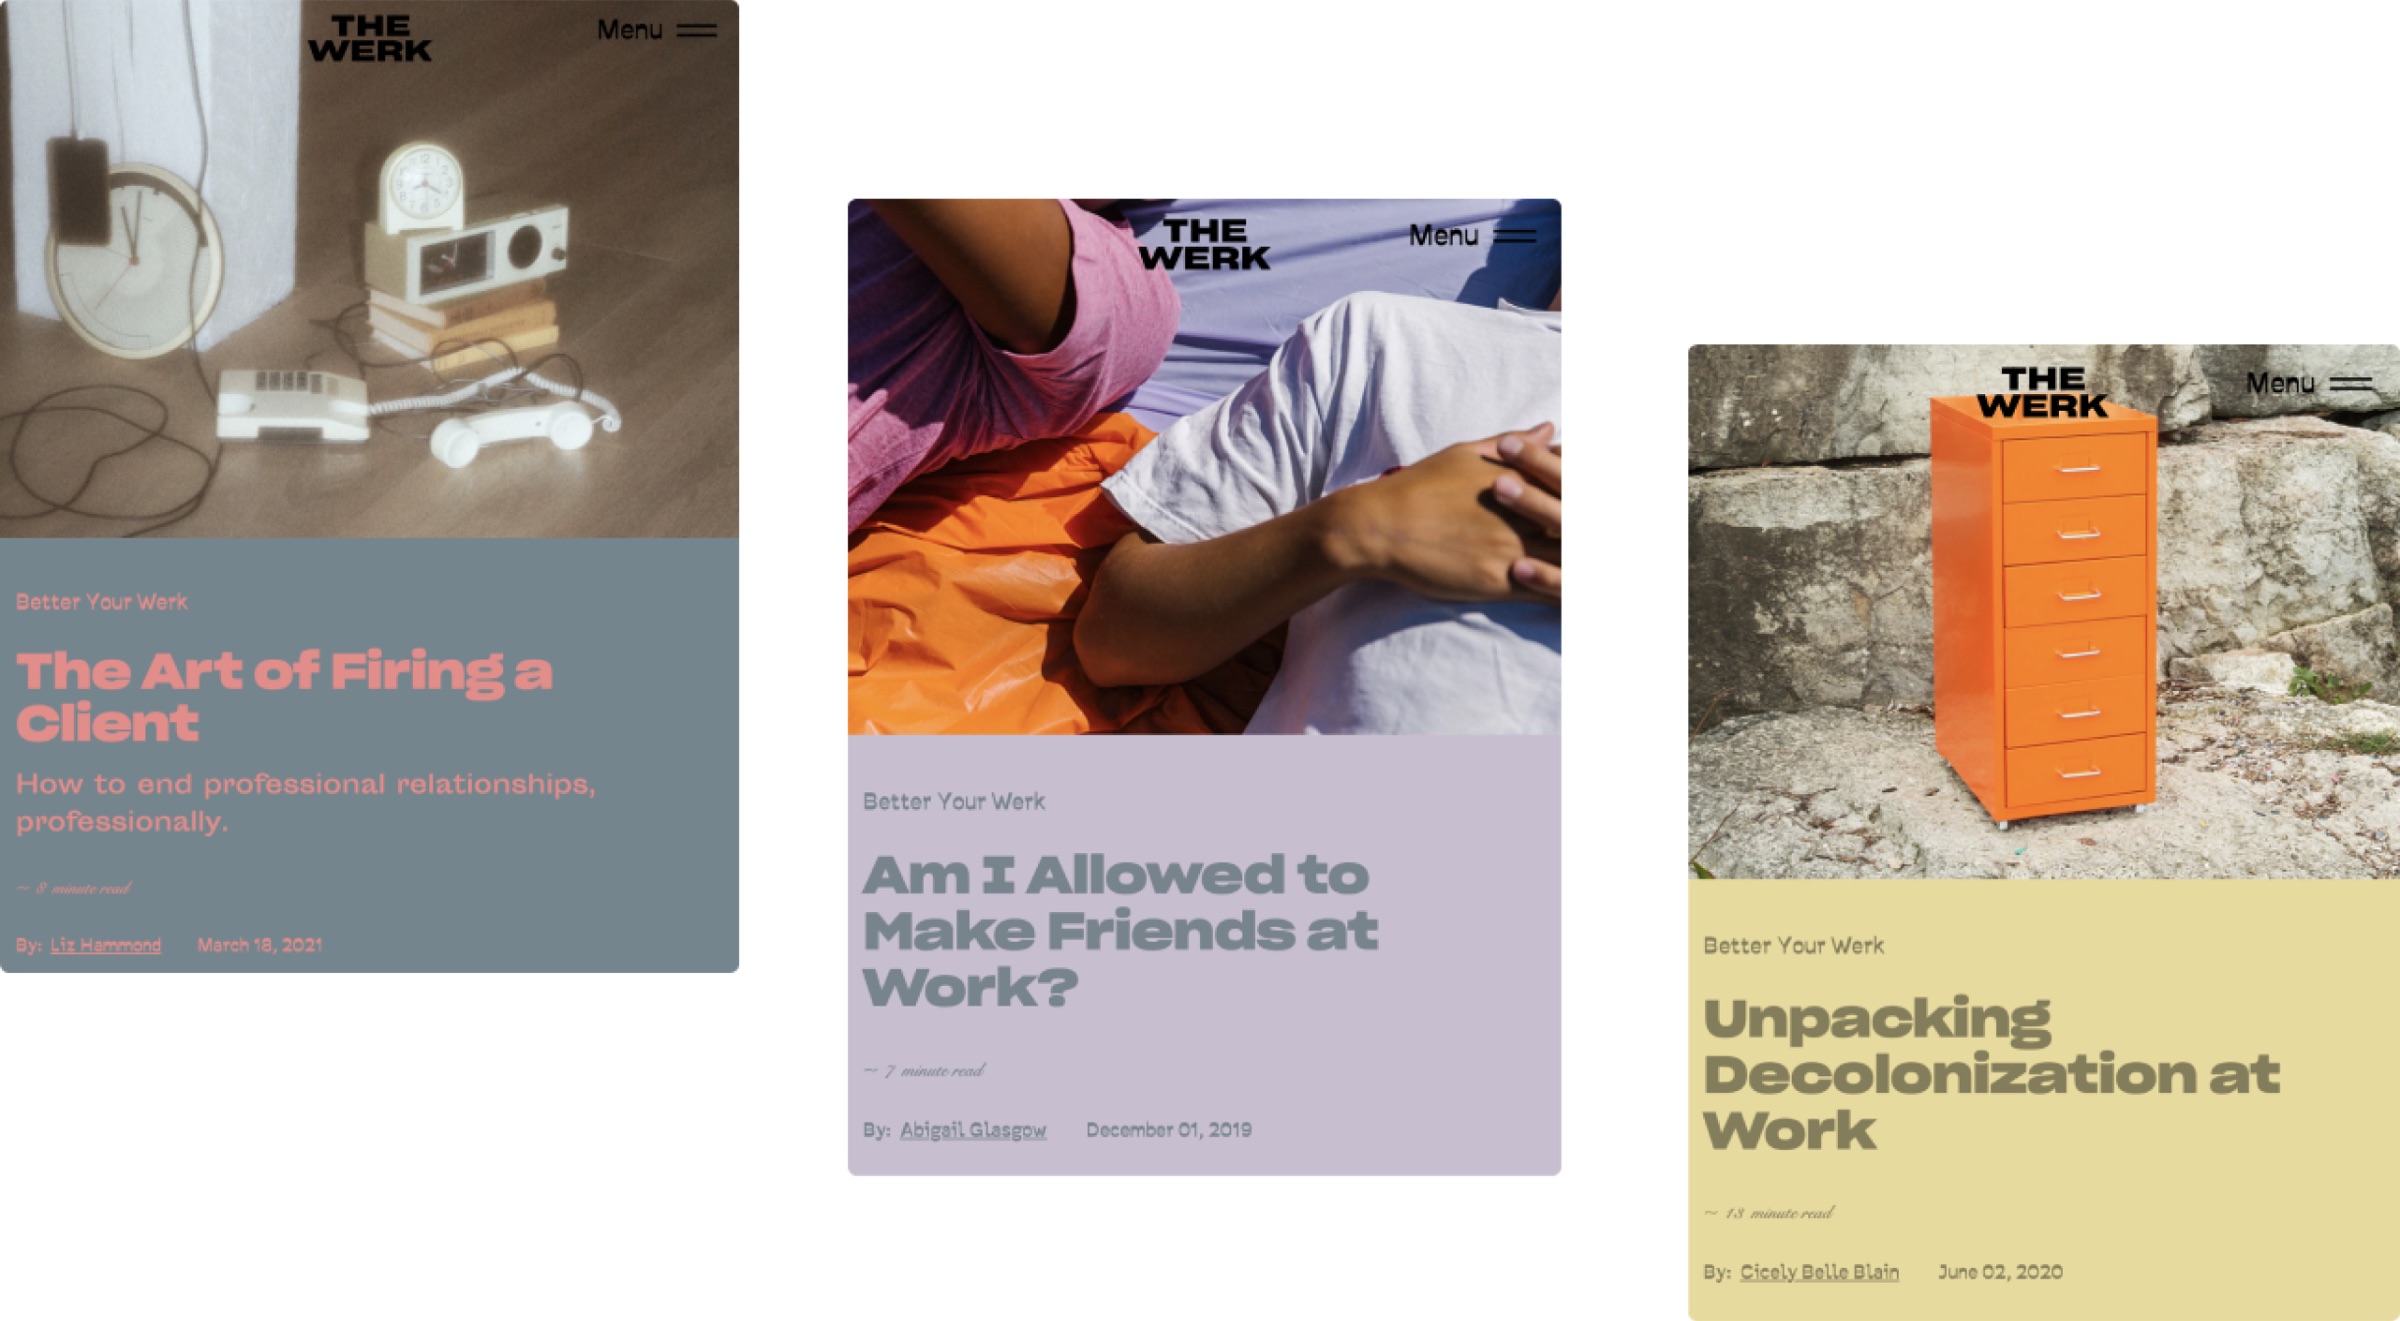 THE
WERK
Menu
Better Your Werk
The Art of Firing a
Client
How to end professional relationships,
professionally.
~ 8 minute read
By: Liz Hammond March 18, 2021
THE
WERK
Menu
Better Your Werk
Am I Allowed to
Make Friends at
Work?
~ 7 minute read
By: Abigail Glasgow December 01, 2019
THE
WERK
Menu
Better Your Werk
Unpacking
Decolonization at
Work
~ 13 minute read
By: Cicely Belle Blain June 02, 2020